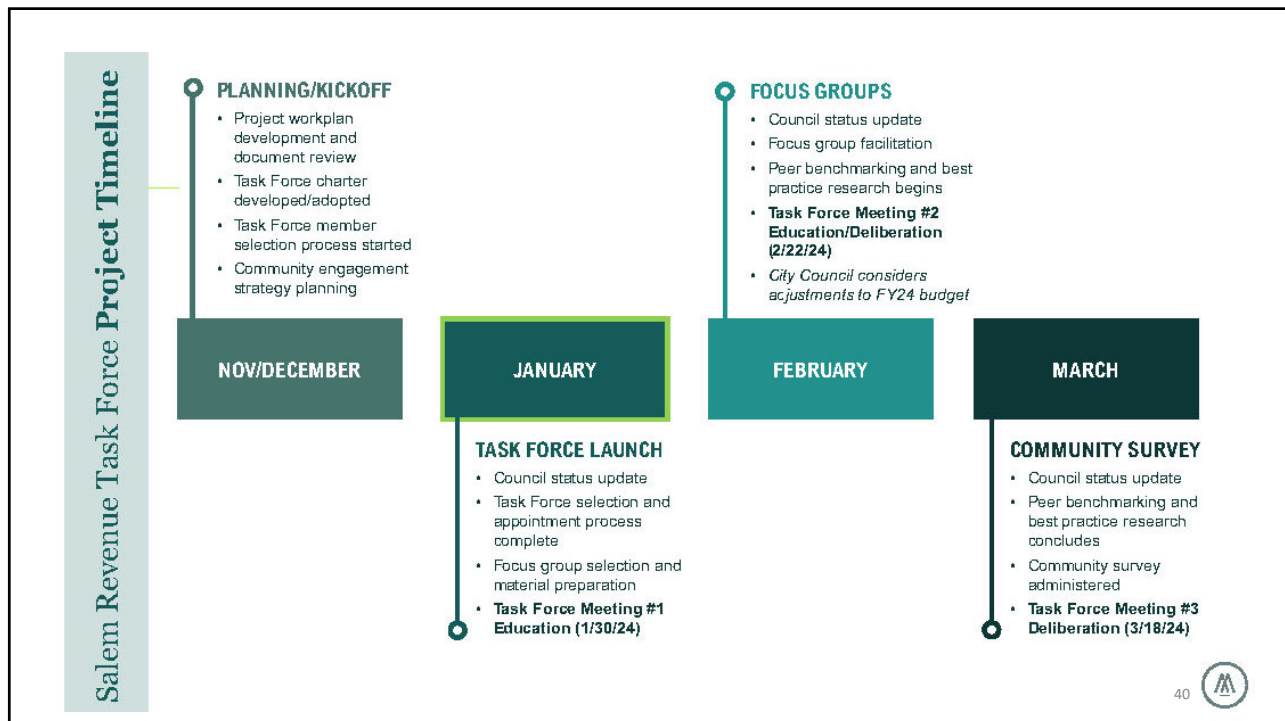 Salem Revenue Task Force Project Timeline
PLANNING/KICKOFF
• Project workplan
development and
document review
• Task Force charter
developed/adopted
• Task Force member
selection process started
• Community engagement
strategy planning
NOV/DECEMBER
JANUARY
TASK FORCE LAUNCH
• Council status update
• Task Force selection and
appointment process
complete
• Focus group selection and
material preparation
• Task Force Meeting #1
Education (1/30/24)
FOCUS GROUPS
• Council status update
• Focus group facilitation
• Peer benchmarking and best
practice research begins
• Task Force Meeting #2
Education/Deliberation
(2/22/24)
• City Council considers
adjustments to FY24 budget
FEBRUARY
MARCH
COMMUNITY SURVEY
• Council status update
• Peer benchmarking and
best practice research
concludes
• Community survey
administered
• Task Force Meeting #3
Deliberation (3/18/24)
40